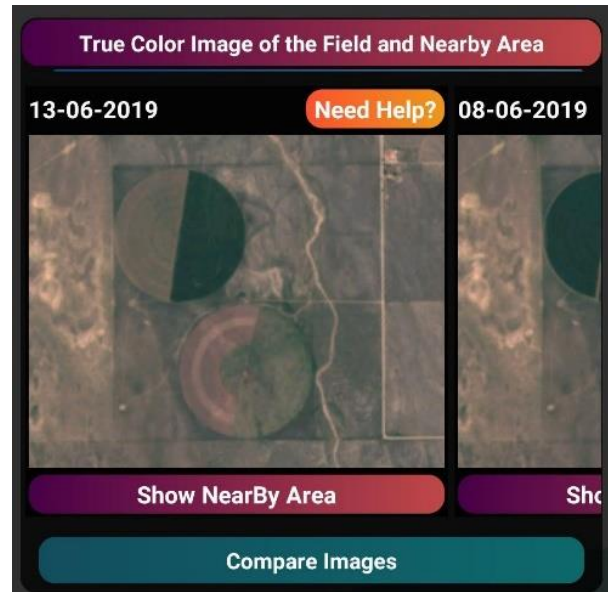 True Color Image of the Field and Nearby Area
13-06-2019
Need Help?
08-06-2019
Show NearBy Area
Compare Images